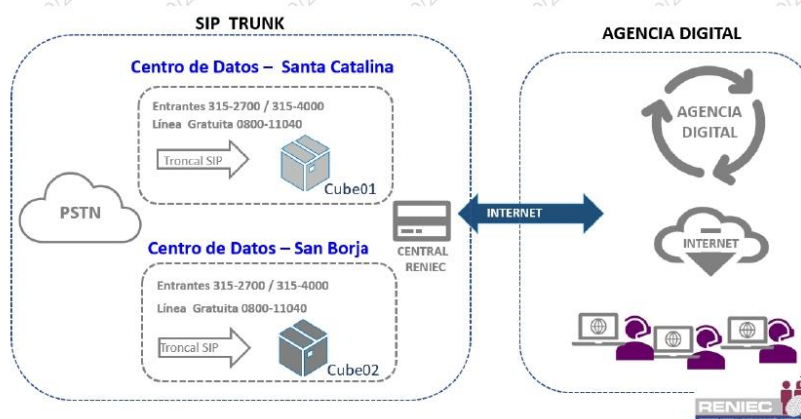 SIP TRUNK
Centro de Datos – Santa Catalina
Entrantes 315-2700 / 315-4000
Línea Gratuita 0800-11040
Troncal SIP
Cube01
PSTN
CENTRAL
RENIEC
Centro de Datos – San Borja
Entrantes 315-2700 / 315-4000
Línea Gratuita 0800-11040
Troncal SIP
Cube02
INTERNET
AGENCIA DIGITAL
AGENCIA
DIGITAL
INTERNET
RENIEC